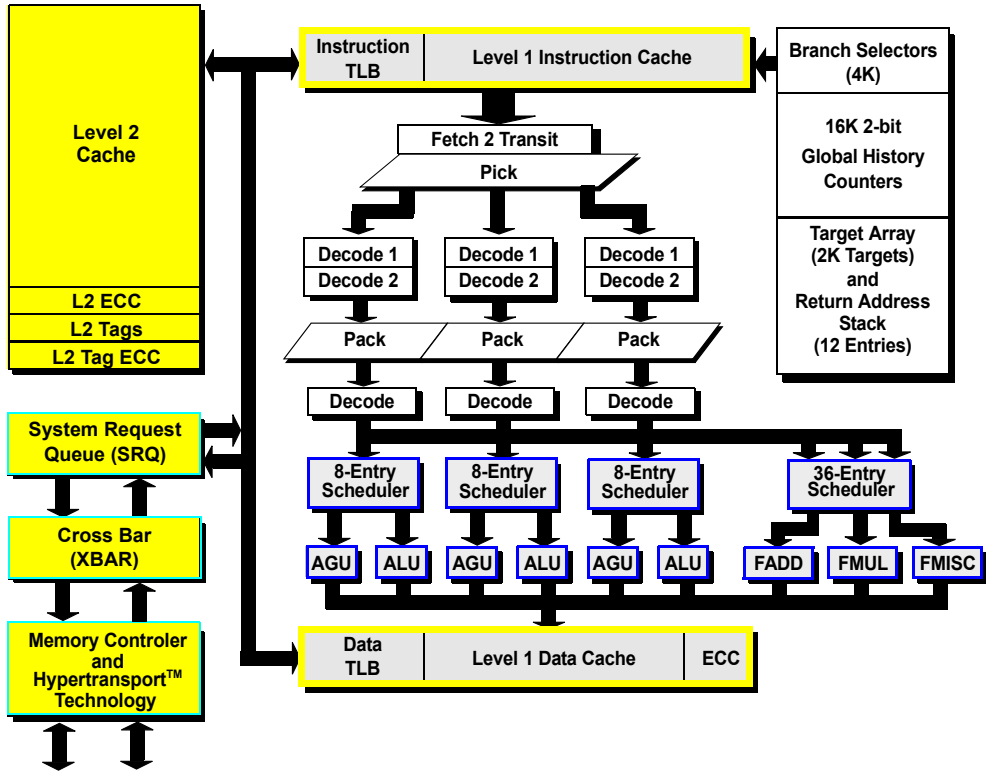 Level 2
Cache
L2 ECC
L2 Tags
L2 Tag ECC
System Request
Queue (SRQ)
Cross Bar
(XBAR)
Memory Controler
and
Hypertransport™
Technology
Instruction
TLB
Level 1 Instruction Cache
Fetch 2 Transit
Pick
Decode 1
Decode 2
Decode 1
Decode 2
Decode 1
Decode 2
Pack
Pack
Pack
Decode
Decode
Decode
8-Entry
Scheduler
8-Entry
Scheduler
8-Entry
Scheduler
36-Entry
Scheduler
AGU
ALU
AGU
ALU
AGU
ALU
FADD
FMUL
FMISC
Data
TLB
Level 1 Data Cache
ECC
Branch Selectors
(4K)
16K 2-bit
Global History
Counters
Target Array
(2K Targets)
and
Return Address
Stack
(12 Entries)